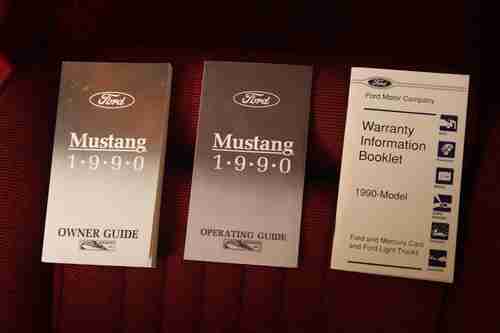 Ford
Mustang
1•9•9•0
OWNER GUIDE
Ford
Mustang
1•9•9•0
OPERATING GUIDE
Ford
Ford Motor Company
Warranty
Information
Booklet
1990-Model
Ford and Mercury Cars
and Ford Light Trucks